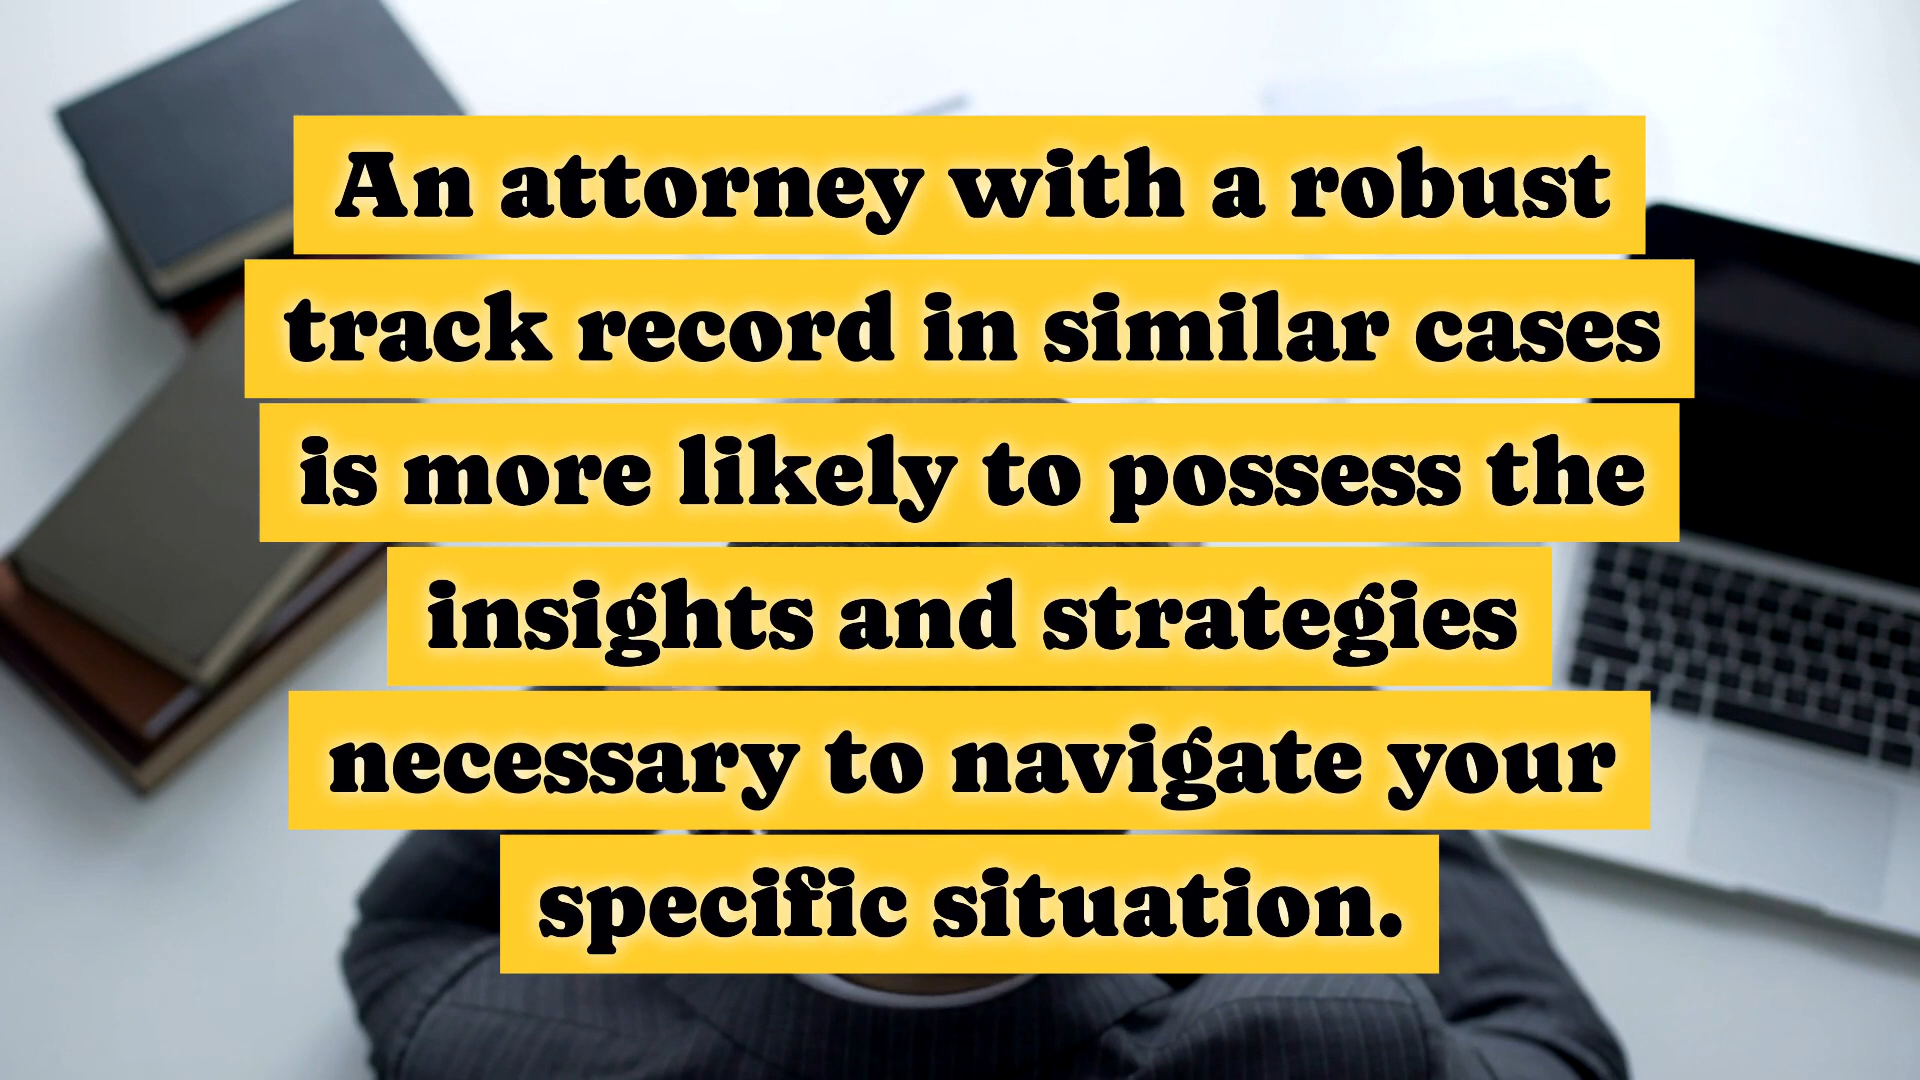 An attorney with a robust
track record in similar cases
is more likely to possess the
insights and strategies
necessary to navigate your
specific situation.